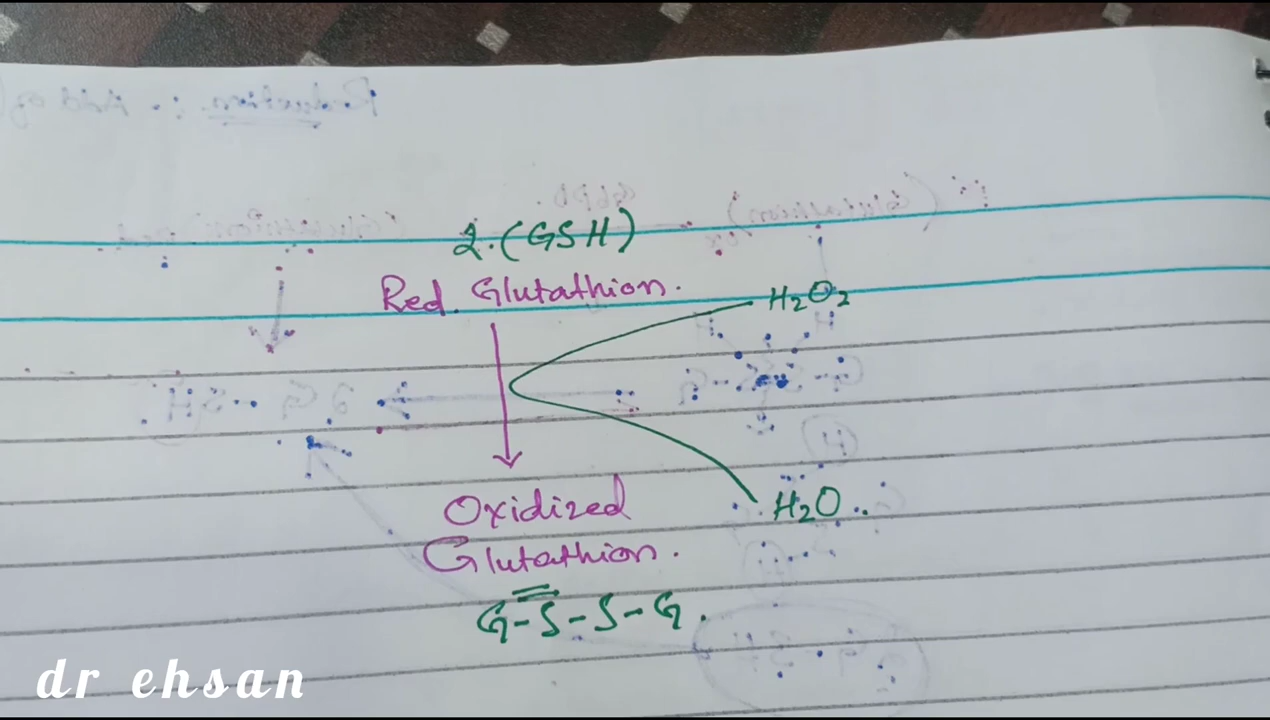 2.(GSH)
Red. Glutathion.
H₂O₂
Oxidized
Glutathion.
H₂O..
G-S-S-G.
dr ehsan